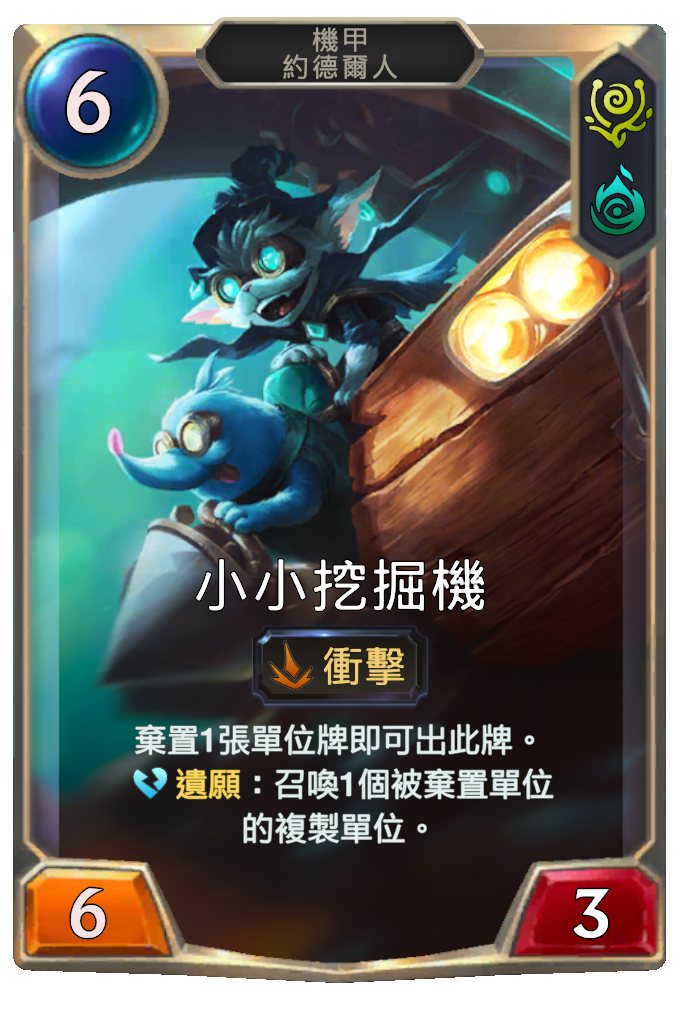 6
機甲
約德爾人
小小挖掘機
衝擊
棄置1張單位牌即可出此牌。
遺願：召喚1個被棄置單位
的複製單位。
6
3